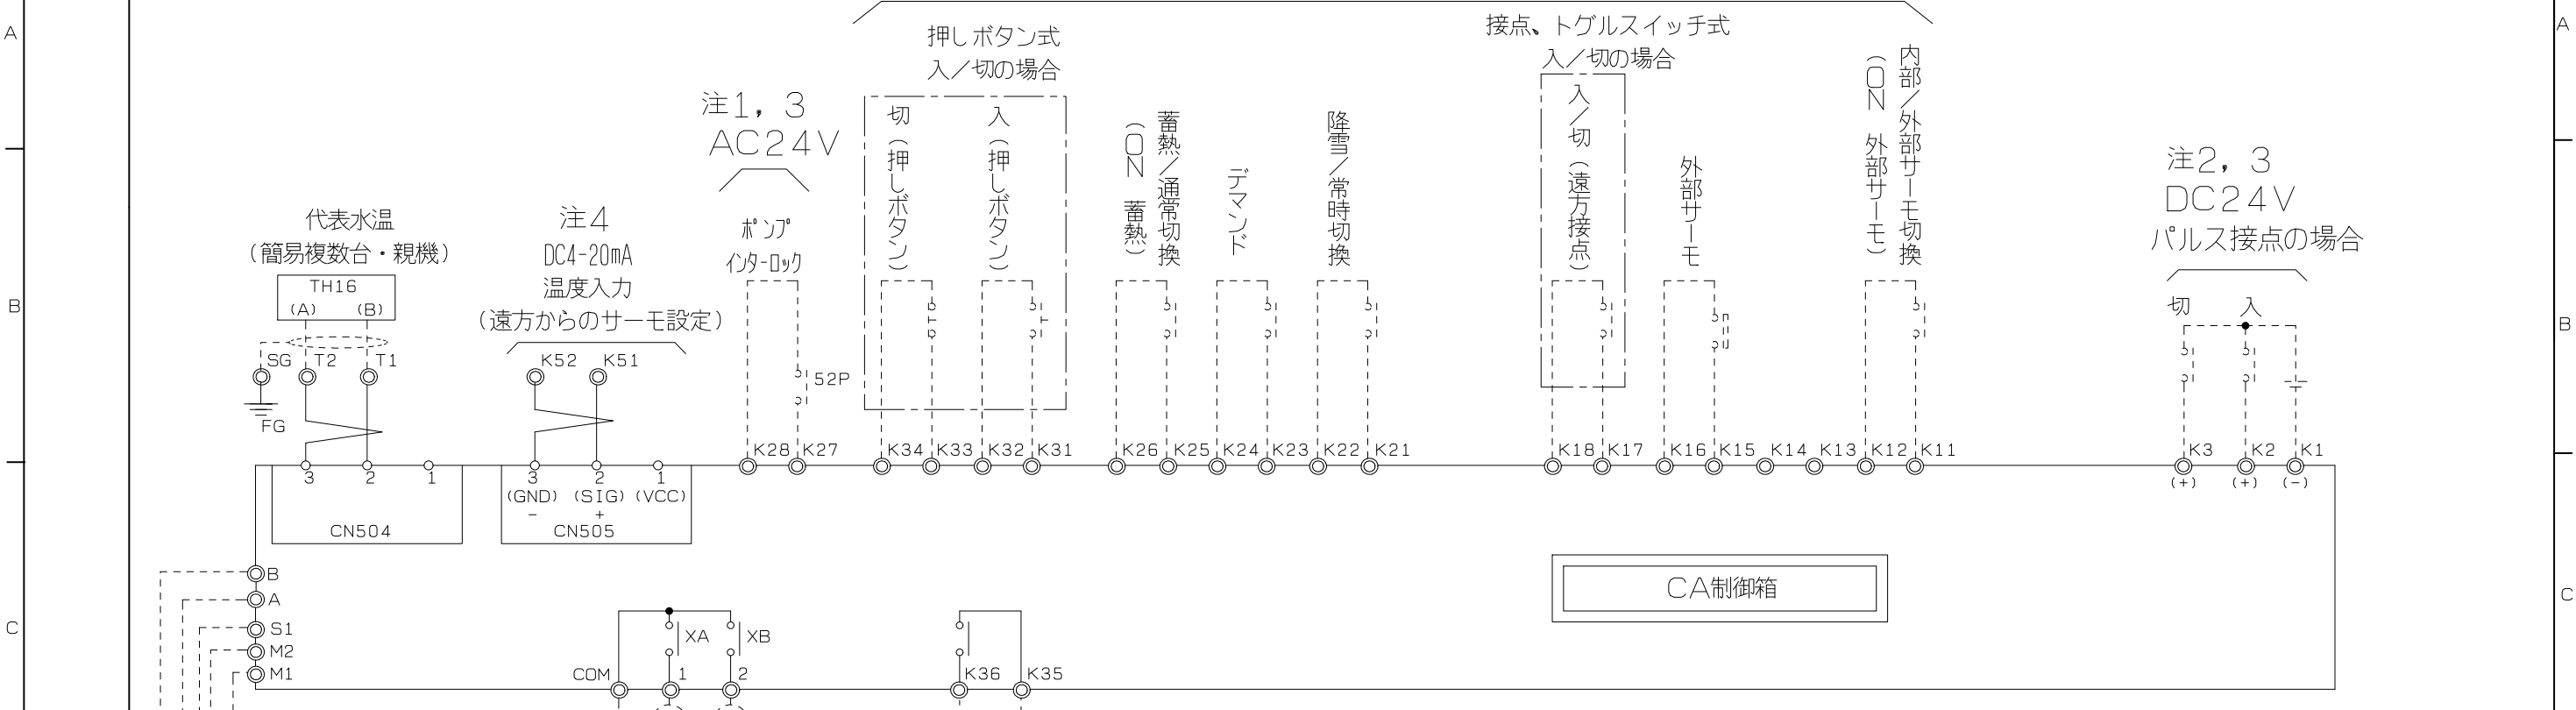 A
A
B
B
C
C
押しボタン式
入／切の場合
切（押しボタン）
入（押しボタン）
接点、トグルスイッチ式
入／切の場合
入／切（遠方接点）
注1，3
AC24V
ポンプ
インターロック
52P
蓄熱／通常切換
（ON　蓄熱）
デマンド
降雪／常時切換
外部サーモ
内部／外部サーモ切換
（ON　外部サーモ）
注2，3
DC24V
パルス接点の場合
切
入
代表水温
（簡易複数台・親機）
TH16
(A)
(B)
SG
T2
T1
FG
注4
DC4-20mA
温度入力
（遠方からのサーモ設定）
K52
K51
K28
K27
K34
K33
K32
K31
K26
K25
K24
K23
K22
K21
K18
K17
K16
K15
K14
K13
K12
K11
K3
K2
K1
(+)
(+)
(-)
3
2
1
CN504
3
2
1
(GND)
(SIG)
(VCC)
-
+
CN505
CA制御箱
B
A
S1
M2
M1
XA
XB
COM
1
2
K36
K35